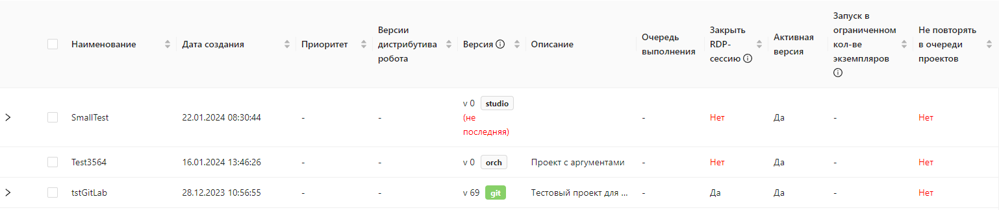 Наименование
Дата создания
Приоритет
Версии
дистрибутива
робота
Версия
Описание
Очередь
выполнения
Закрыть
RDP-
сессию
Активная
версия
Запуск в
ограниченном
кол-ве
экземпляров
Не повторять
в очереди
проектов
SmallTest
22.01.2024 08:30:44
-
-
v 0 studio
(не
последняя)
-
Нет
Да
-
Нет
Test3564
16.01.2024 13:46:26
-
-
v 0 orch
Проект с аргументами
-
Нет
Да
-
Нет
tstGitLab
28.12.2023 10:56:55
-
-
v 69 git
Тестовый проект для ...
-
Да
Да
-
Нет